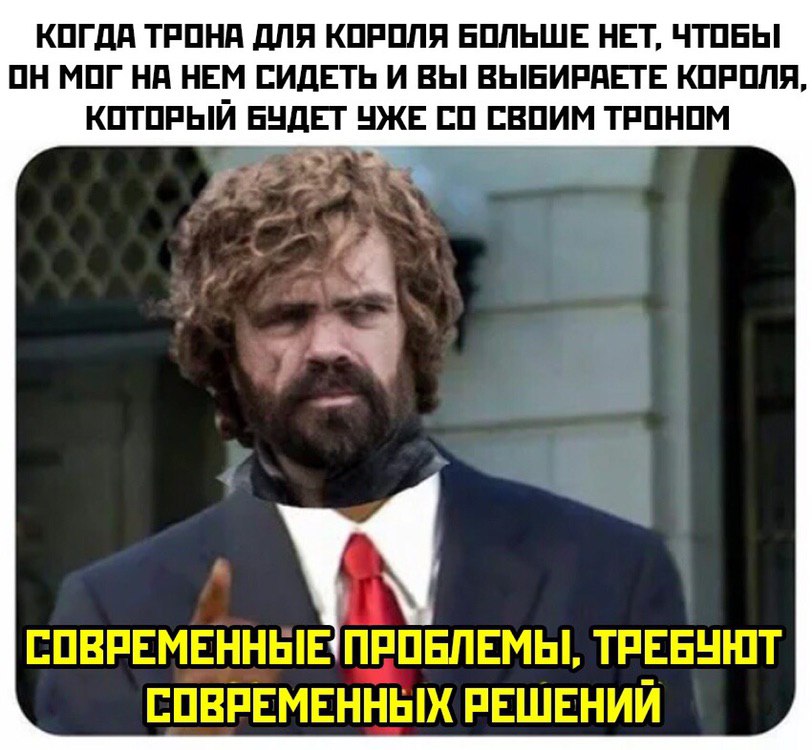 КОГДА ТРОНА ДЛЯ КОРОЛЯ БОЛЬШЕ НЕТ, ЧТОБЫ
ОН МОГ НА НЕМ СИДЕТЬ И ВЫ ВЫБИРАЕТЕ КОРОЛЯ,
КОТОРЫЙ БУДЕТ УЖЕ СО СВОИМ ТРОНОМ
СОВРЕМЕННЫЕ ПРОБЛЕМЫ, ТРЕБУЮТ
СОВРЕМЕННЫХ РЕШЕНИЙ